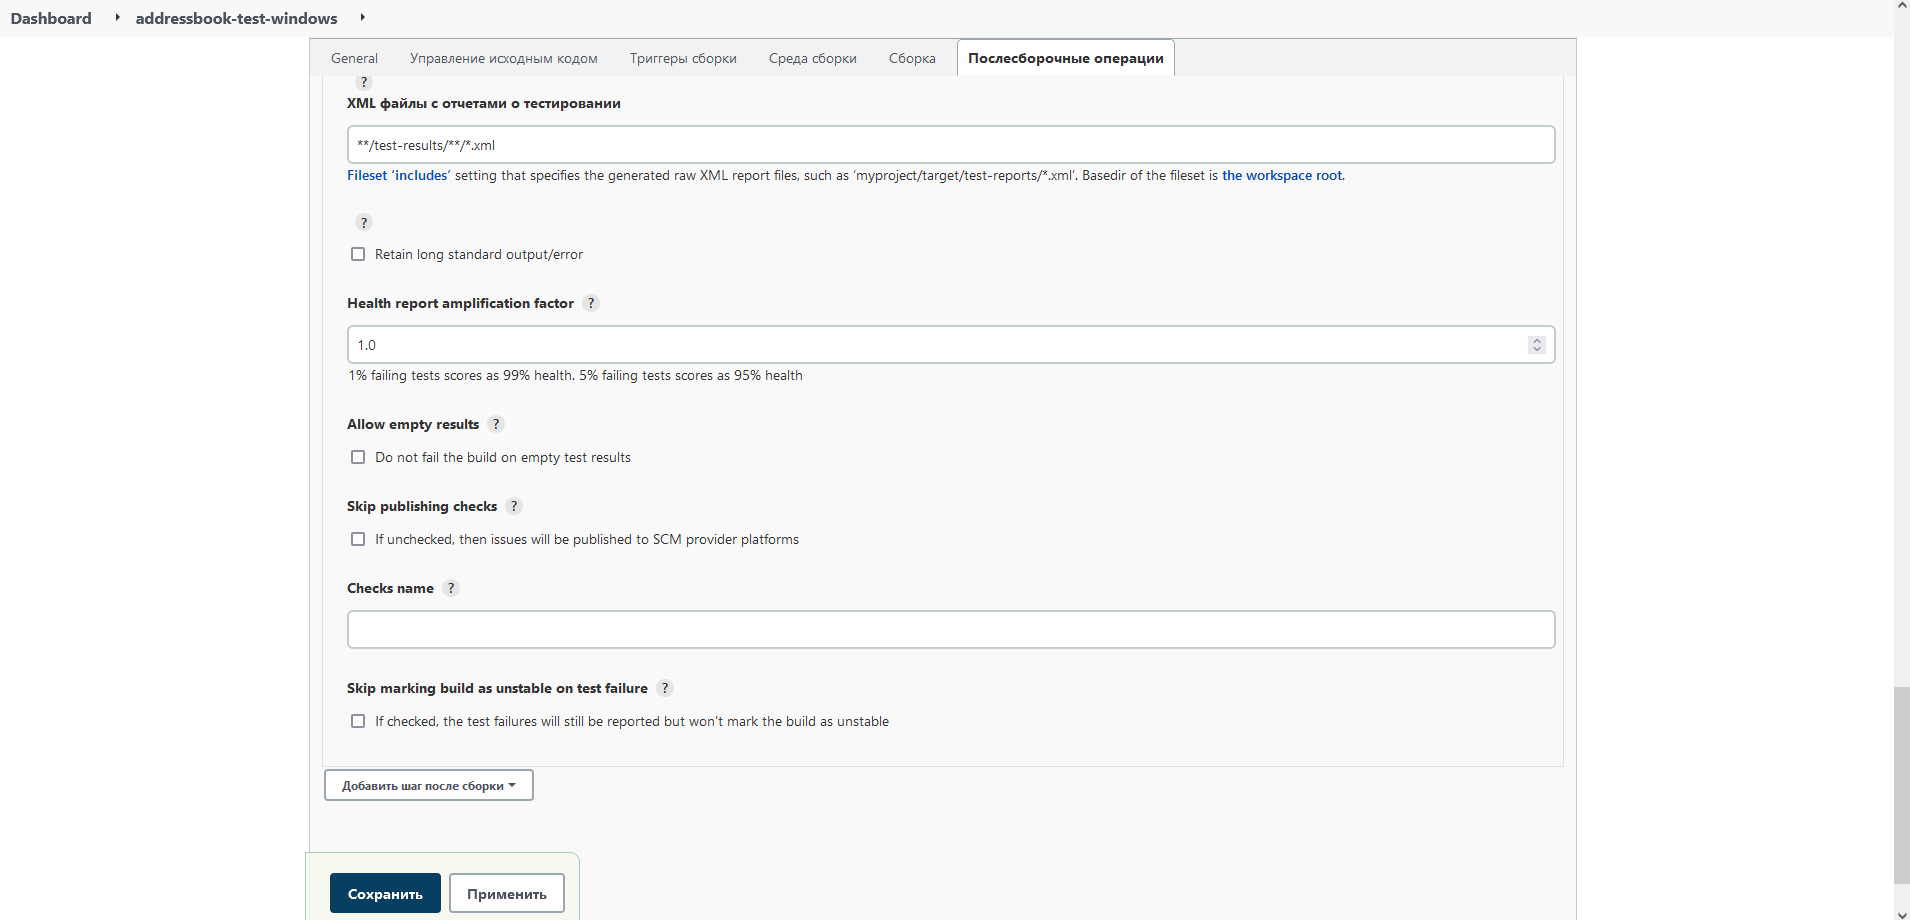 Dashboard
addressbook-test-windows
General
Управление исходным кодом
Триггеры сборки
Среда сборки
Сборка
Послесборочные операции
?
XML файлы с отчетами о тестировании
**/test-results/**/*.xml
Fileset ‘includes’ setting that specifies the generated raw XML report files, such as ‘myproject/target/test-reports/*.xml’. Basedir of the fileset is the workspace root.
?
Retain long standard output/error
Health report amplification factor ?
1.0
1% failing tests scores as 99% health. 5% failing tests scores as 95% health
Allow empty results ?
Do not fail the build on empty test results
Skip publishing checks ?
If unchecked, then issues will be published to SCM provider platforms
Checks name ?
Skip marking build as unstable on test failure ?
If checked, the test failures will still be reported but won't mark the build as unstable
Добавить шаг после сборки
Сохранить
Применить